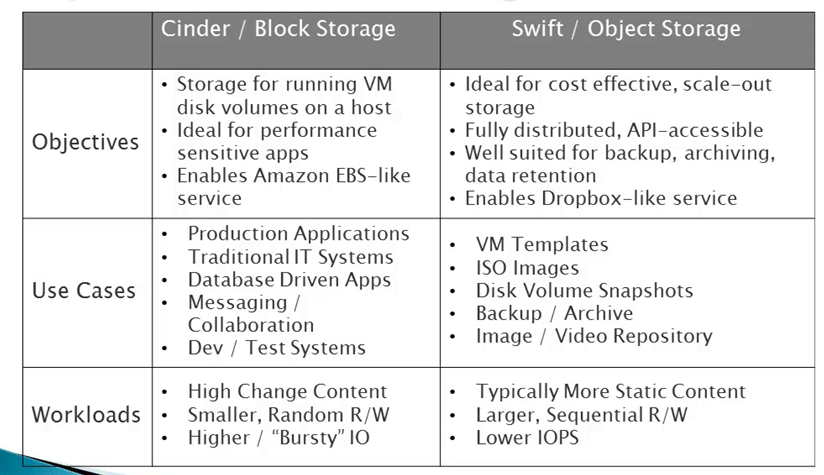 Cinder / Block Storage
Swift / Object Storage
Objectives
• Storage for running VM
disk volumes on a host
• Ideal for performance
sensitive apps
• Enables Amazon EBS-like
service
• Ideal for cost effective, scale-out
storage
• Fully distributed, API-accessible
• Well suited for backup, archiving,
data retention
• Enables Dropbox-like service
Use Cases
• Production Applications
• Traditional IT Systems
• Database Driven Apps
• Messaging /
Collaboration
• Dev / Test Systems
• VM Templates
• ISO Images
• Disk Volume Snapshots
• Backup / Archive
• Image / Video Repository
Workloads
• High Change Content
• Smaller, Random R/W
• Higher / “Bursty” IO
• Typically More Static Content
• Larger, Sequential R/W
• Lower IOPS